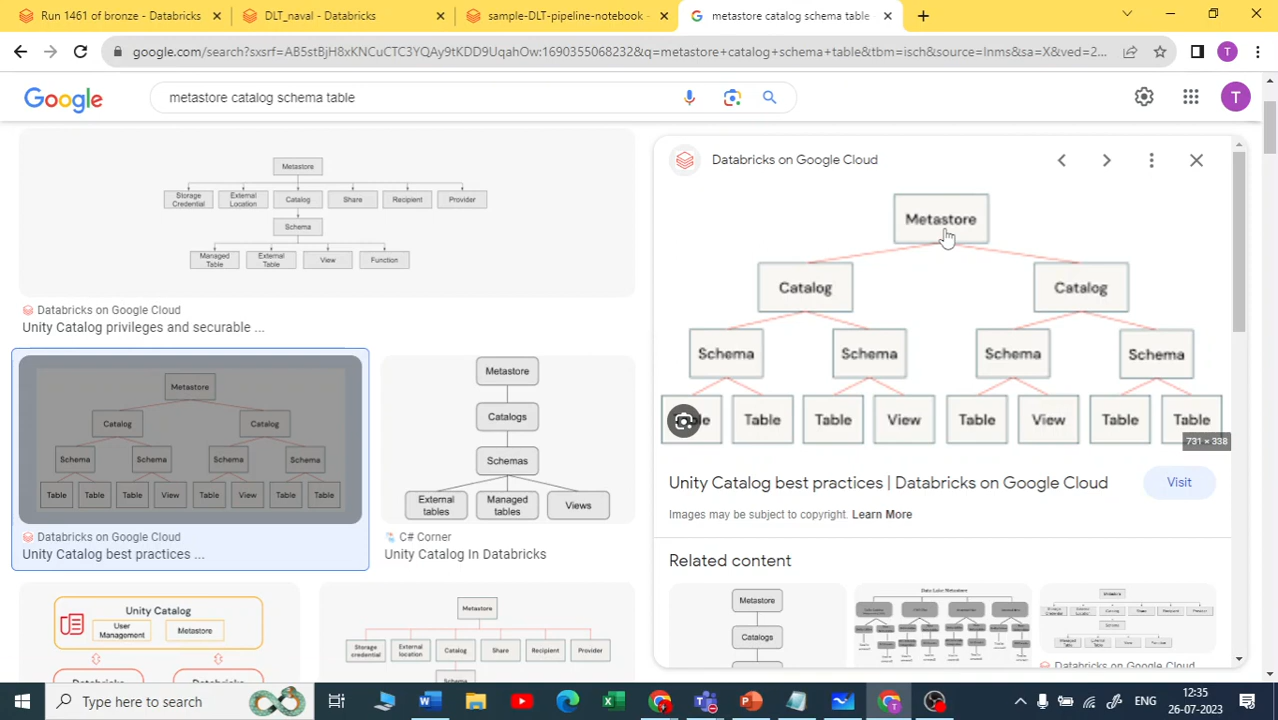 Run 1461 of bronze - Databricks
DLT_naval - Databricks
sample-DLT-pipeline-notebook -
metastore catalog schema table
google.com/search?sxsrf=AB5stBjH8xKNCuCTC3YQAy9tKDD9UqahOw:1690355068232&q=metastore+catalog+schema+table&tbm=isch&source=lnms&sa=X&ved=2...
T
Google
metastore catalog schema table
T
Metastore
Storage Credential
External Location
Catalog
Share
Recipient
Provider
Schema
Managed Table
External Table
View
Function
Databricks on Google Cloud
Unity Catalog privileges and securable ...
Metastore
Catalog
Catalog
Schema
Schema
Schema
Schema
Table
Table
Table
View
Table
View
Table
Table
Databricks on Google Cloud
Unity Catalog best practices ...
Metastore
Catalogs
Schemas
External tables
Managed tables
Views
C# Corner
Unity Catalog In Databricks
Unity Catalog
User Management
Metastore
Databricks
Databricks
Metastore
Storage credential
External location
Catalog
Share
Recipient
Provider
Schema
Databricks on Google Cloud
Metastore
Catalog
Catalog
Schema
Schema
Schema
Schema
Table
Table
View
Table
View
Table
Table
731 × 338
Unity Catalog best practices | Databricks on Google Cloud
Visit
Images may be subject to copyright. Learn More
Related content
Metastore
Catalogs
Databricks on Google Cloud
Type here to search
ENG
12:35
26-07-2023